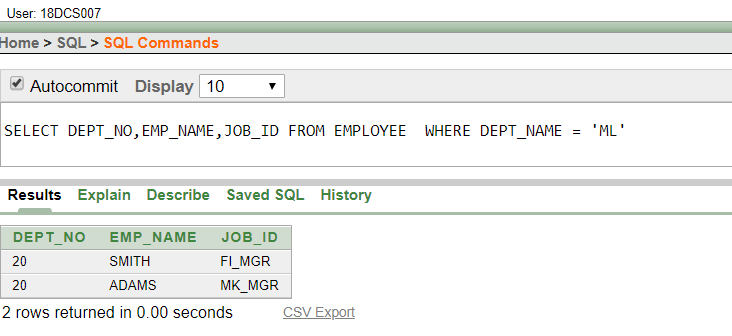 User: 18DCS007
Home > SQL > SQL Commands
Autocommit Display 10
SELECT DEPT_NO,EMP_NAME,JOB_ID FROM EMPLOYEE  WHERE DEPT_NAME = 'ML'
Results Explain Describe Saved SQL History
DEPT_NO EMP_NAME JOB_ID
20 SMITH FI_MGR
20 ADAMS MK_MGR
2 rows returned in 0.00 seconds CSV Export